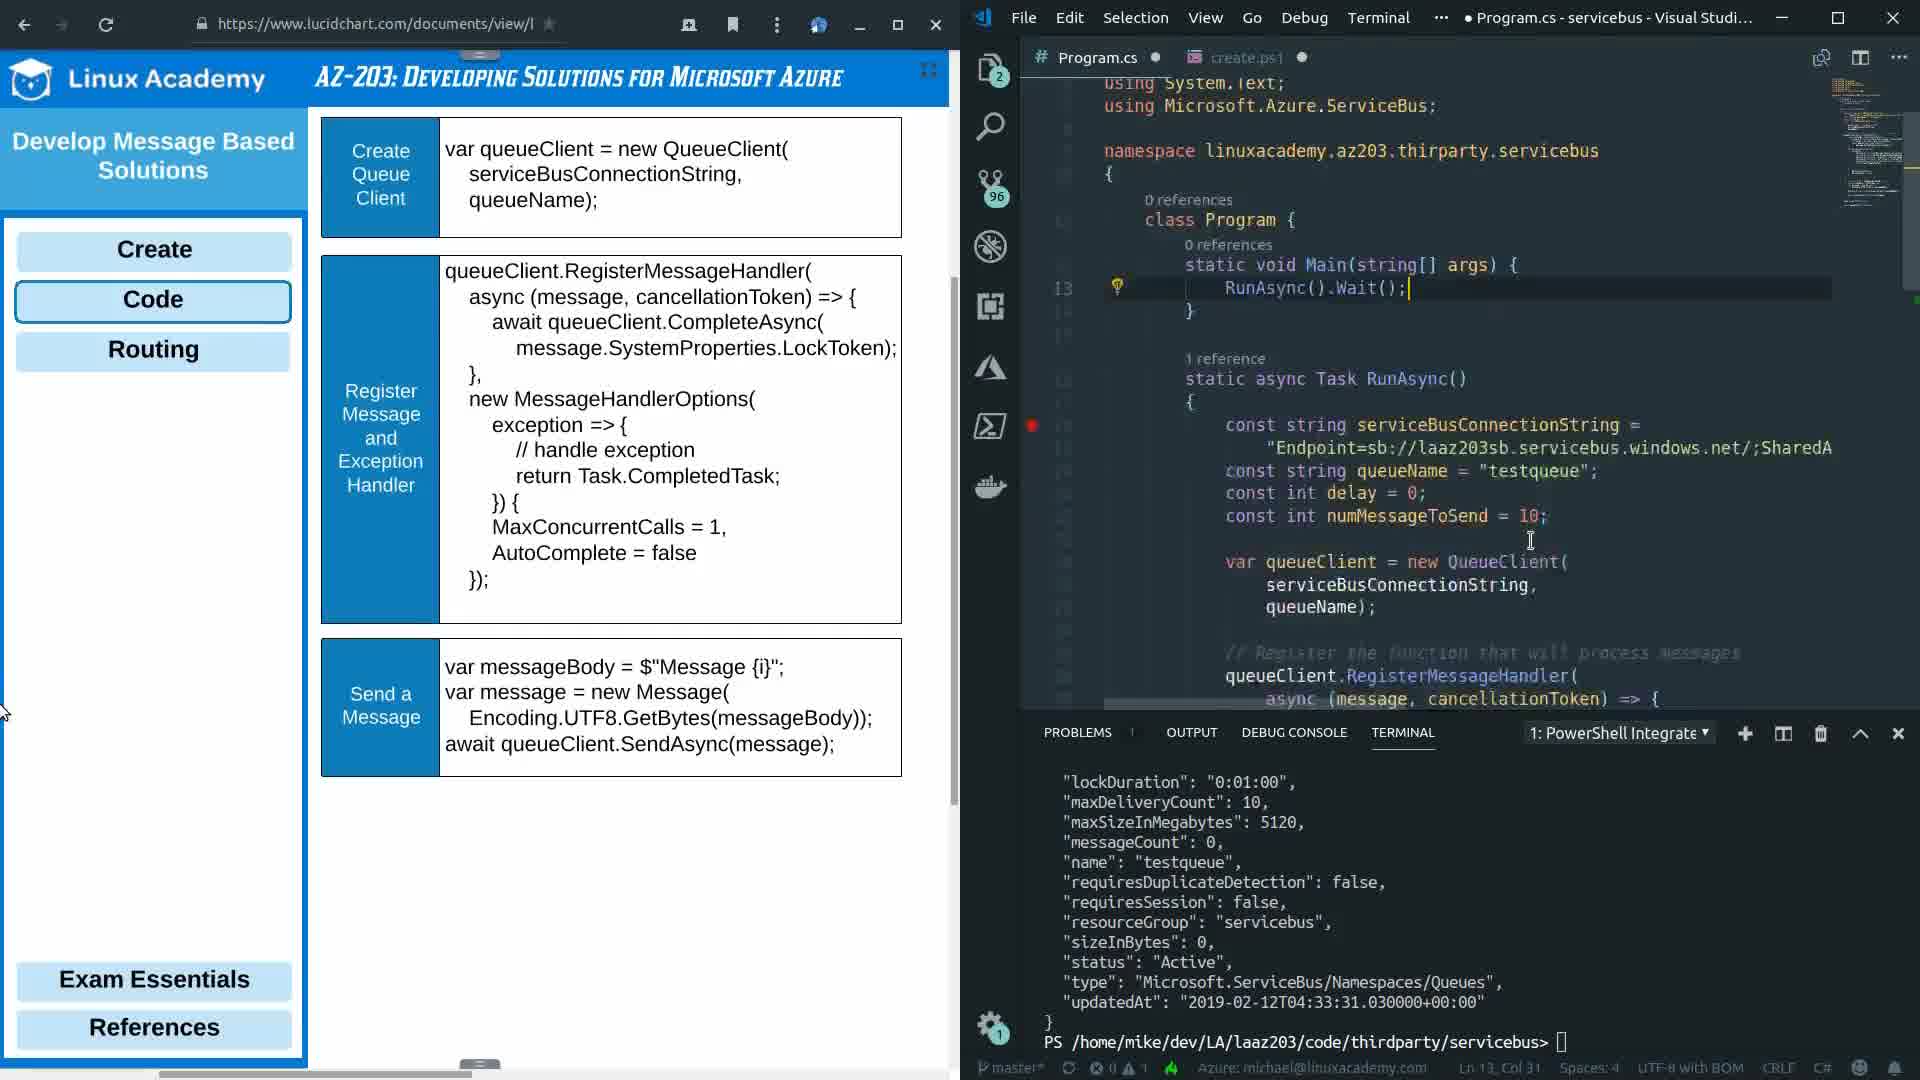 https://www.lucidchart.com/documents/view/l
Linux Academy
AZ-203: Developing Solutions for Microsoft Azure
Develop Message Based
Solutions
Create
Code
Routing
Exam Essentials
References
Create
Queue
Client
var queueClient = new QueueClient(
serviceBusConnectionString,
queueName);
Register
Message
and
Exception
Handler
queueClient.RegisterMessageHandler(
async (message, cancellationToken) => {
await queueClient.CompleteAsync(
message.SystemProperties.LockToken);
},
new MessageHandlerOptions(
exception => {
// handle exception
return Task.CompletedTask;
}) {
MaxConcurrentCalls = 1,
AutoComplete = false
});
Send a
Message
var messageBody = $"Message {i}";
var message = new Message(
Encoding.UTF8.GetBytes(messageBody));
await queueClient.SendAsync(message);
File Edit Selection View Go Debug Terminal ··· ● Program.cs - servicebus - Visual Studi...
# Program.cs ● create.ps1 ●
2
96
1
using System.Text;
using Microsoft.Azure.ServiceBus;
namespace linuxacademy.az203.thirparty.servicebus
{
0 references
class Program {
0 references
static void Main(string[] args) {
13 RunAsync().Wait();
}
1 reference
static async Task RunAsync()
{
const string serviceBusConnectionString =
"Endpoint=sb://laaz203sb.servicebus.windows.net/;SharedA
const string queueName = "testqueue";
const int delay = 0;
const int numMessageToSend = 10;
var queueClient = new QueueClient(
serviceBusConnectionString,
queueName);
// Register the function that will process messages
queueClient.RegisterMessageHandler(
async (message, cancellationToken) => {
PROBLEMS 1 OUTPUT DEBUG CONSOLE TERMINAL 1: PowerShell Integrate
"lockDuration": "0:01:00",
"maxDeliveryCount": 10,
"maxSizeInMegabytes": 5120,
"messageCount": 0,
"name": "testqueue",
"requiresDuplicateDetection": false,
"requiresSession": false,
"resourceGroup": "servicebus",
"sizeInBytes": 0,
"status": "Active",
"type": "Microsoft.ServiceBus/Namespaces/Queues",
"updatedAt": "2019-02-12T04:33:31.030000+00:00"
}
PS /home/mike/dev/LA/laaz203/code/thirdparty/servicebus>
master* 0 1 Azure: michael@linuxacademy.com Ln 13, Col 31 Spaces: 4 UTF-8 with BOM CRLF C#